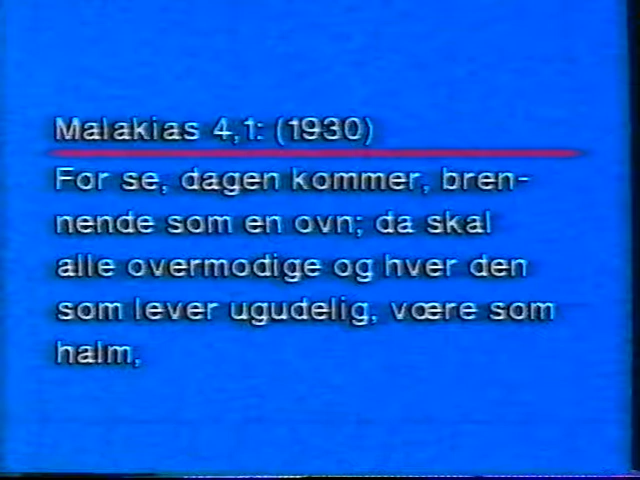 Malakias 4,1: (1930)
For se, dagen kommer, bren-
nende som en ovn; da skal
alle overmodige og hver den
som lever ugudelig, være som
halm,